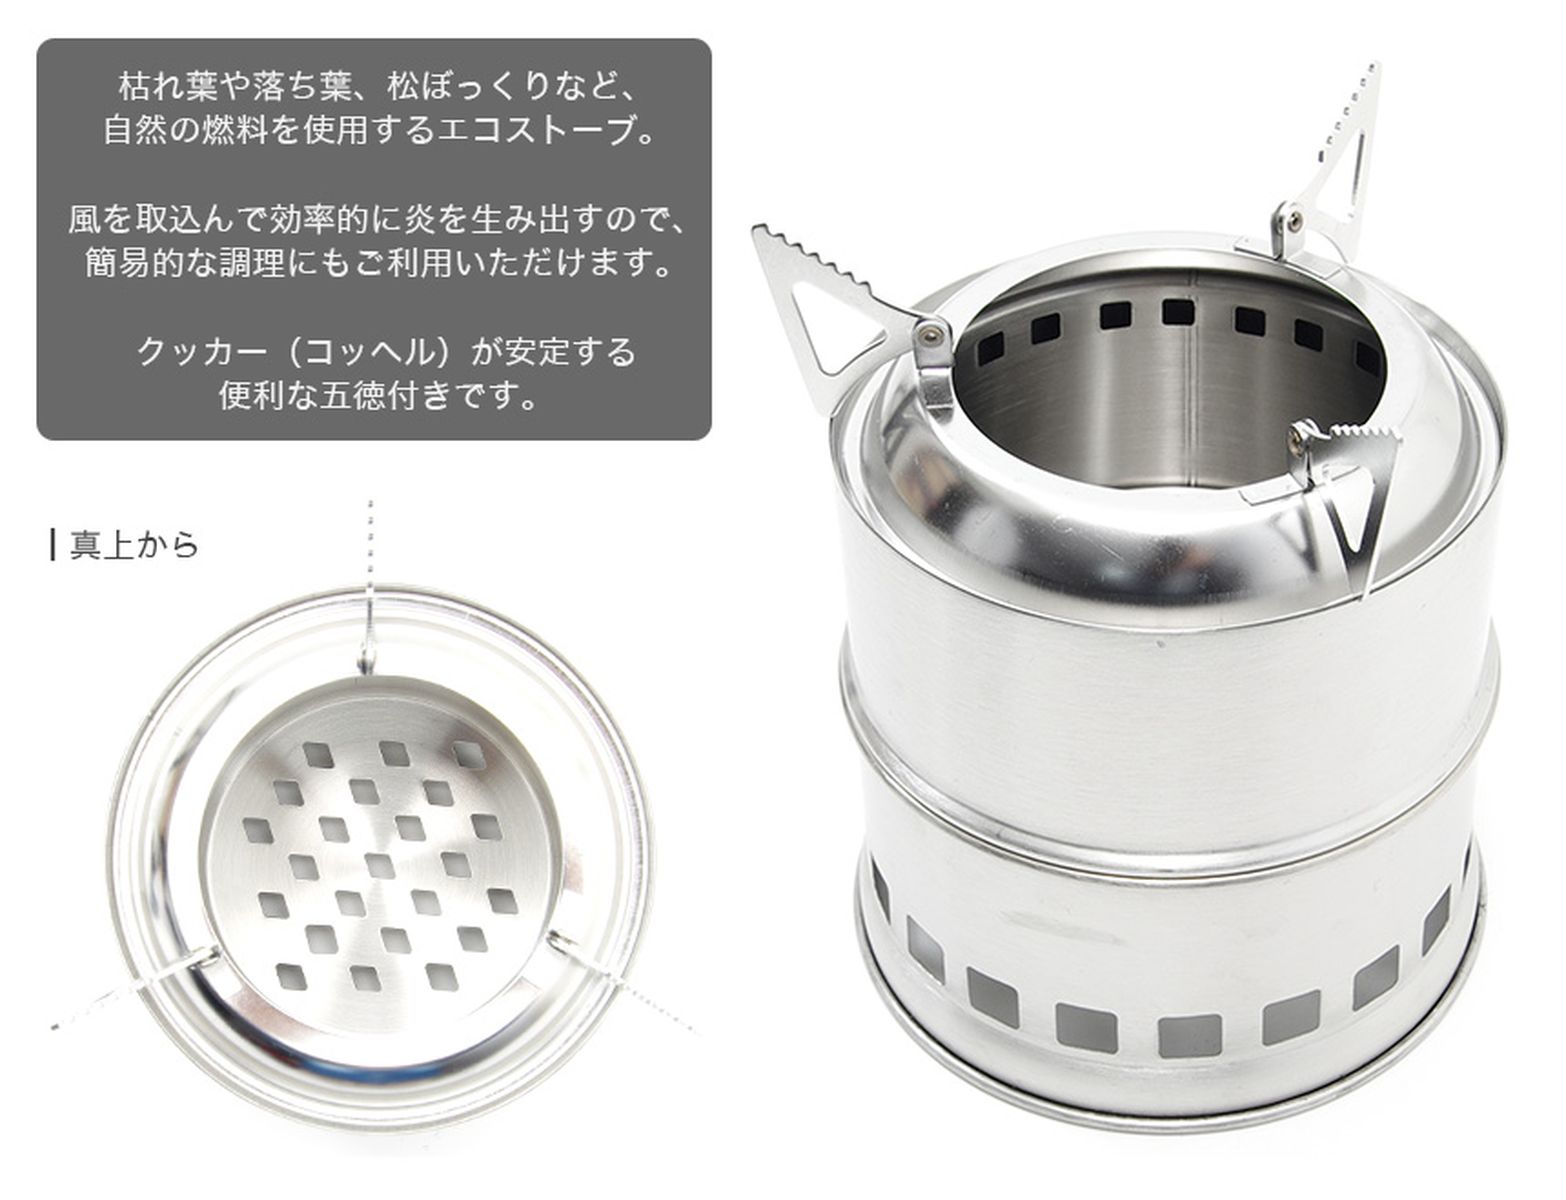 枯れ葉や落ち葉、松ぼっくりなど、
自然の燃料を使用するエコストーブ。
風を取込んで効率的に炎を生み出すので、
簡易的な調理にもご利用いただけます。
クッカー（コッヘル）が安定する
便利な五徳付きです。
真上から